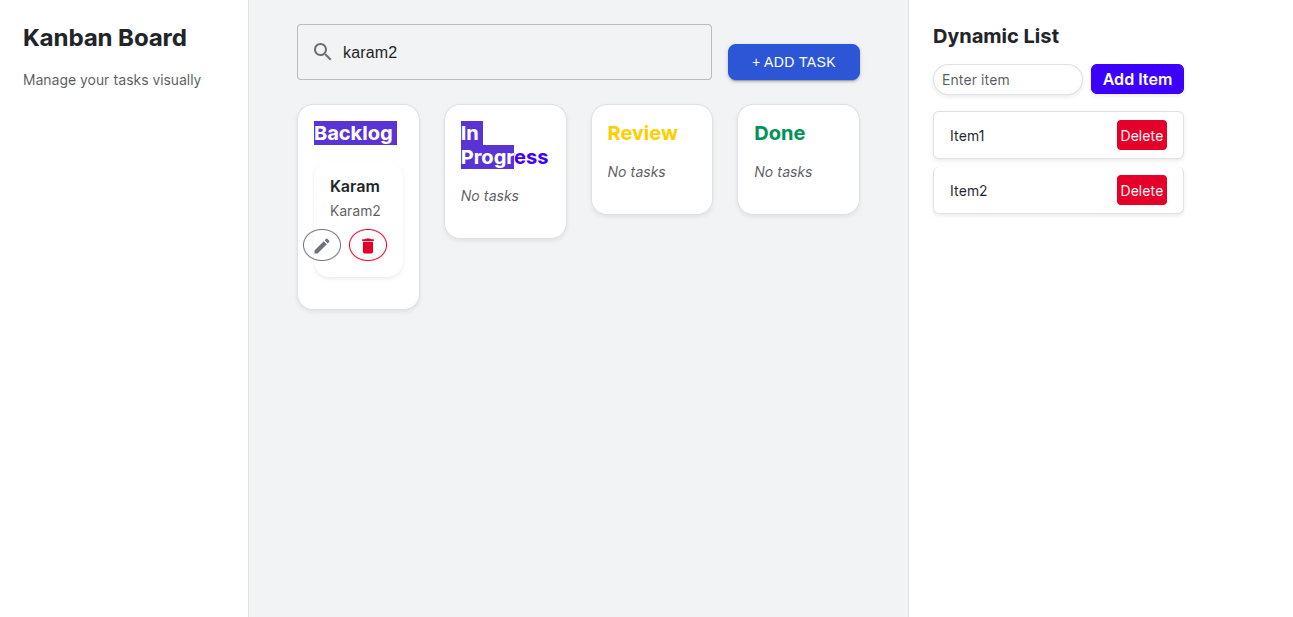 Kanban Board
Manage your tasks visually
karam2
+ ADD TASK
Backlog
Karam
Karam2
In
Progress
No tasks
Review
No tasks
Done
No tasks
Dynamic List
Enter item
Add Item
Item1
Delete
Item2
Delete